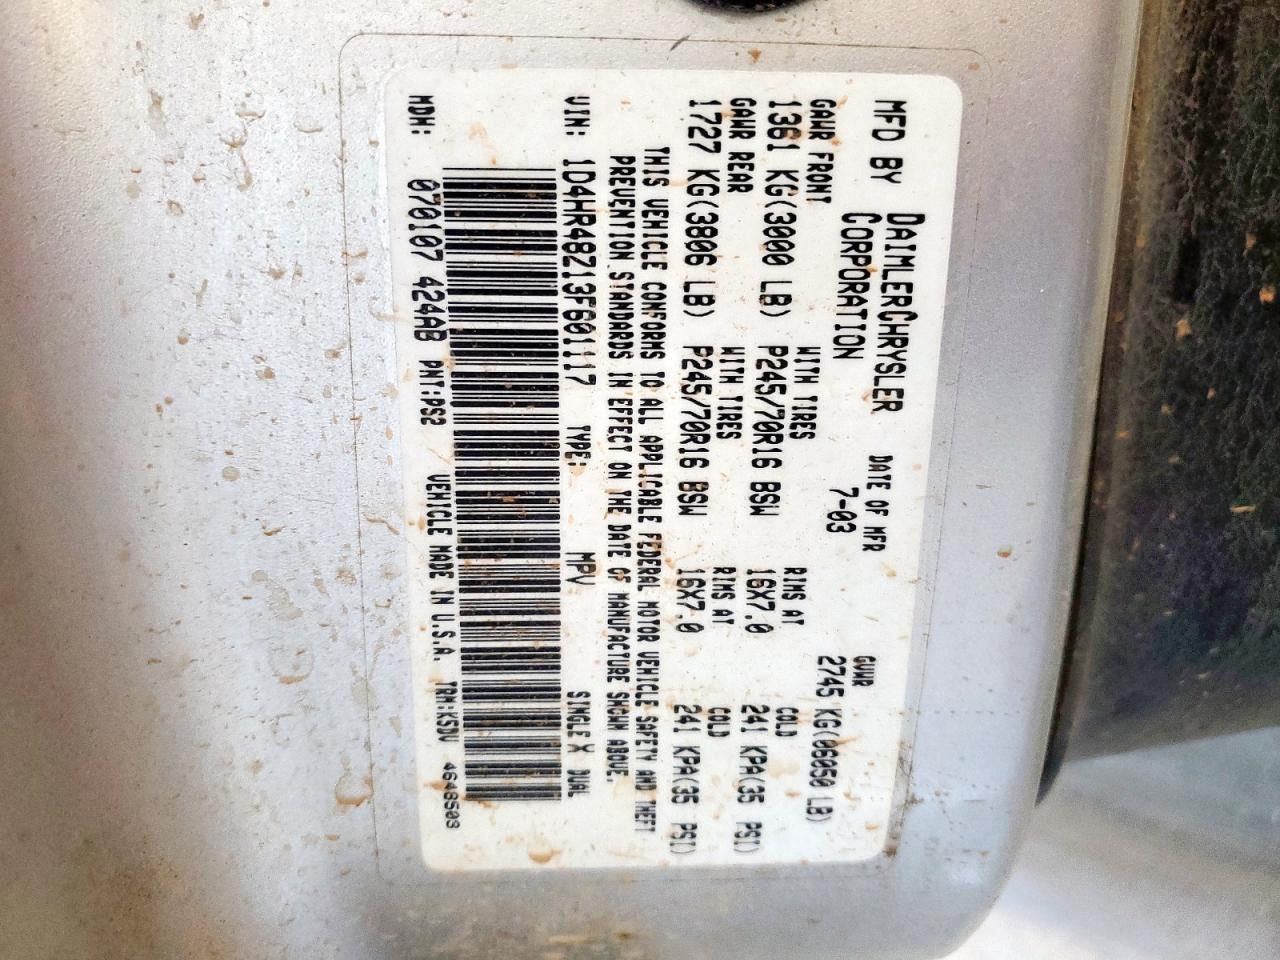 MFD BY DAIMLERCHRYSLER CORPORATION DATE OF MFR 7-03 GVWR 2745 KG(06050 LB)
GAWR FRONT WITH TIRES RIMS AT COLD
1361 KG(3000 LB) P245/70R16 BSW 16X7.0 241 KPA(35 PSI)
GAWR REAR WITH TIRES RIMS AT COLD
1727 KG(3806 LB) P245/70R16 BSW 16X7.0 241 KPA(35 PSI)
THIS VEHICLE CONFORMS TO ALL APPLICABLE FEDERAL MOTOR VEHICLE SAFETY AND THEFT
PREVENTION STANDARDS IN EFFECT ON THE DATE OF MANUFACTURE SHOWN ABOVE.
VIN: 1D4HR48Z13F601117 TYPE: MPV SINGLE X DUAL
MDH: 070107 424AB PNT:PS2 VEHICLE MADE IN U.S.A. TRM:K5DV 4648503